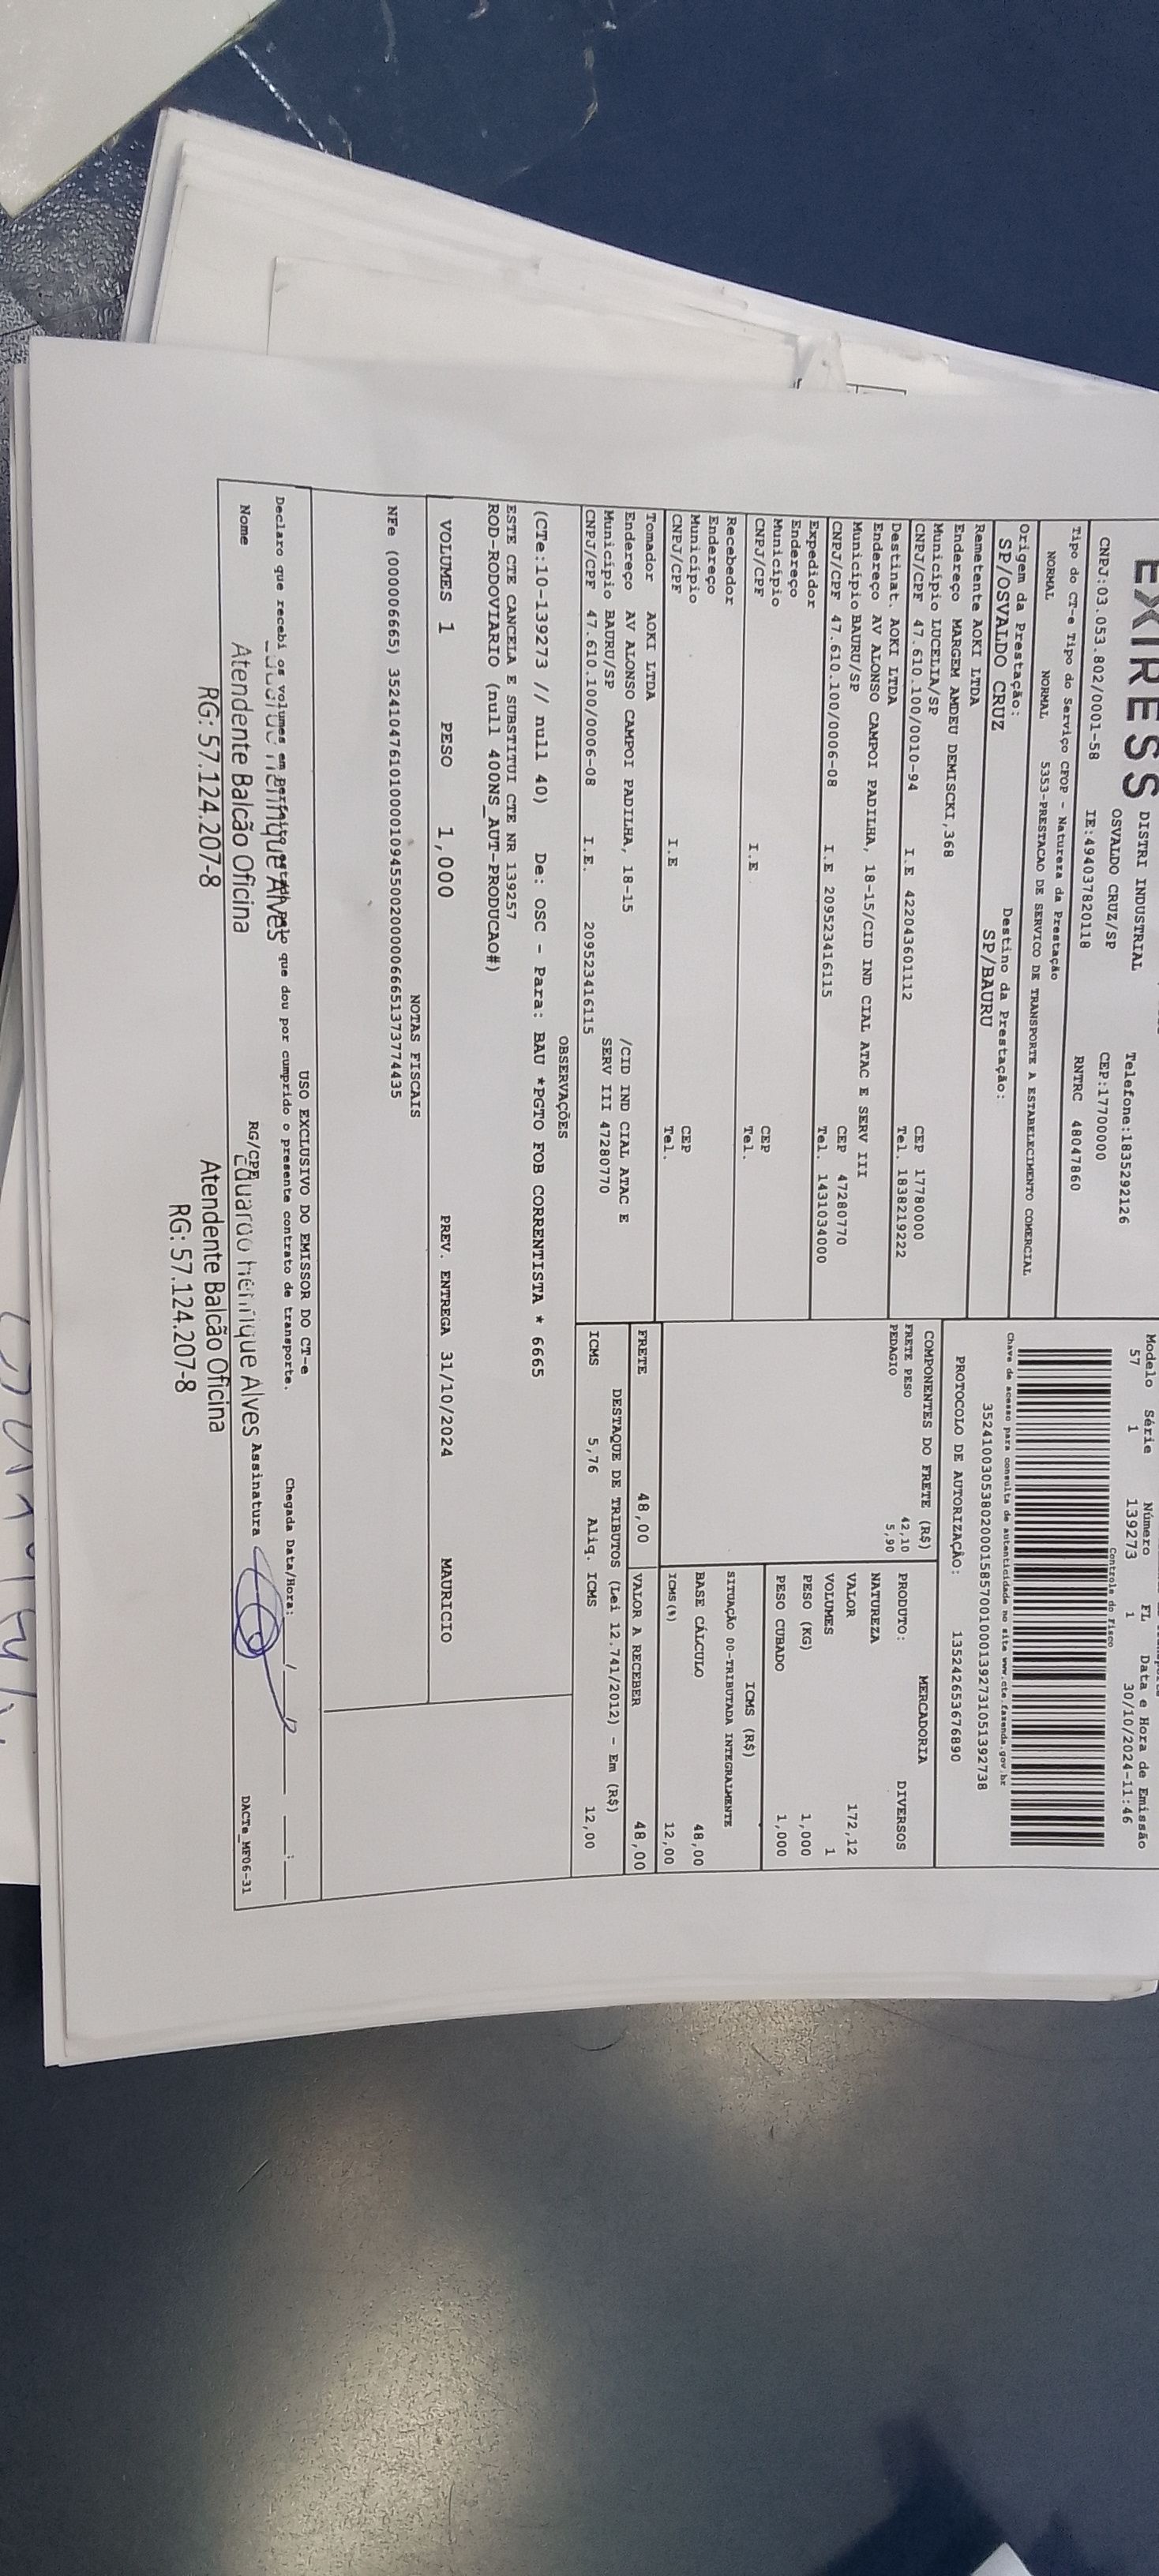 EXPRESS
DISTRI INDUSTRIAL
Telefone:1835292126
OSVALDO CRUZ/SP
CEP:17700000
CNPJ:03.053.802/0001-58 IE:494037820118 RNTRC 48047860
Tipo do CT-e Tipo do Serviço CFOP - Natureza da Prestação
NORMAL NORMAL 5353-PRESTACAO DE SERVICO DE TRANSPORTE A ESTABELECIMENTO COMERCIAL
Origem da Prestação: Destino da Prestação:
SP/OSVALDO CRUZ SP/BAURU
Modelo Série Número FL Data e Hora de Emissão
57 1 139273 1 30/10/2024-11:46
Controle do Fisco
Chave de acesso para consulta de autenticidade no site www.cte.fazenda.gov.br
35241003053802000158570010001392731051392738
PROTOCOLO DE AUTORIZAÇÃO: 135242653676890
Remetente AOKI LTDA
Endereço MARGEM AMDEU DEMISCKI,368
Município LUCELIA/SP CEP 17780000
CNPJ/CPF 47.610.100/0010-94 I.E 422043601112 Tel. 1838219222
Destinat. AOKI LTDA
Endereço AV ALONSO CAMPOI PADILHA, 18-15/CID IND CIAL ATAC E SERV III
Município BAURU/SP CEP 47280770
CNPJ/CPF 47.610.100/0006-08 I.E 209523416115 Tel. 1431034000
Expedidor
Endereço
Município CEP
CNPJ/CPF I.E Tel.
Recebedor
Endereço
Município CEP
CNPJ/CPF I.E Tel.
Tomador AOKI LTDA
Endereço AV ALONSO CAMPOI PADILHA, 18-15 /CID IND CIAL ATAC E
Município BAURU/SP SERV III 47280770
CNPJ/CPF 47.610.100/0006-08 I.E. 209523416115
COMPONENTES DO FRETE (R$)
FRETE PESO 42,10
PEDAGIO 5,90
MERCADORIA
PRODUTO: DIVERSOS
NATUREZA
VALOR 172,12
VOLUMES 1
PESO (KG) 1,000
PESO CUBADO 1,000
ICMS (R$)
SITUAÇÃO 00-TRIBUTADA INTEGRALMENTE
BASE CÁLCULO 48,00
ICMS(%) 12,00
FRETE 48,00 VALOR A RECEBER 48,00
DESTAQUE DE TRIBUTOS (Lei 12.741/2012) - Em (R$)
ICMS 5,76 Aliq. ICMS 12,00
OBSERVAÇÕES
(CTe:10-139273 // null 40) De: OSC - Para: BAU *PGTO FOB CORRENTISTA * 6665
ESTE CTE CANCELA E SUBSTITUI CTE NR 139257
ROD-RODOVIARIO (null 400NS_AUT-PRODUCAO#)
VOLUMES 1 PESO 1,000 PREV. ENTREGA 31/10/2024 MAURICIO
NOTAS FISCAIS
NFe (000006665) 35241047610100001094550020000066651373774435
USO EXCLUSIVO DO EMISSOR DO CT-e
Declaro que recebi os volumes em perfeito estado pelo que dou por cumprido o presente contrato de transporte. Chegada Data/Hora: / :
Nome RG/CPF Assinatura DACTe_MF06-31
Eduardo Henrique Alves
Atendente Balcão Oficina
RG: 57.124.207-8
Eduardo Henrique Alves
Atendente Balcão Oficina
RG: 57.124.207-8